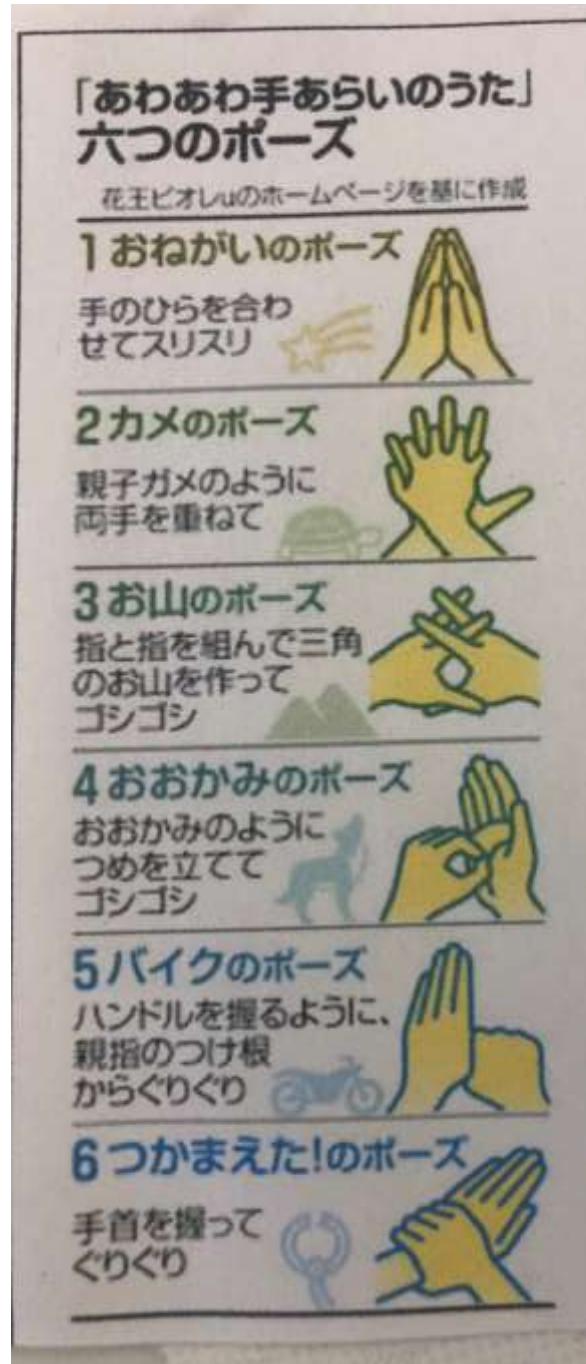 「あわあわ手あらいのうた」
六つのポーズ
花王ビオレuのホームページを基に作成
1 おねがいのポーズ
手のひらを合わ
せてスリスリ
2 カメのポーズ
親子ガメのように
両手を重ねて
3 お山のポーズ
指と指を組んで三角
のお山を作って
ゴシゴシ
4 おおかみのポーズ
おおかみのように
つめを立てて
ゴシゴシ
5 バイクのポーズ
ハンドルを握るように、
親指のつけ根
からぐりぐり
6 つかまえた!のポーズ
手首を握って
ぐりぐり